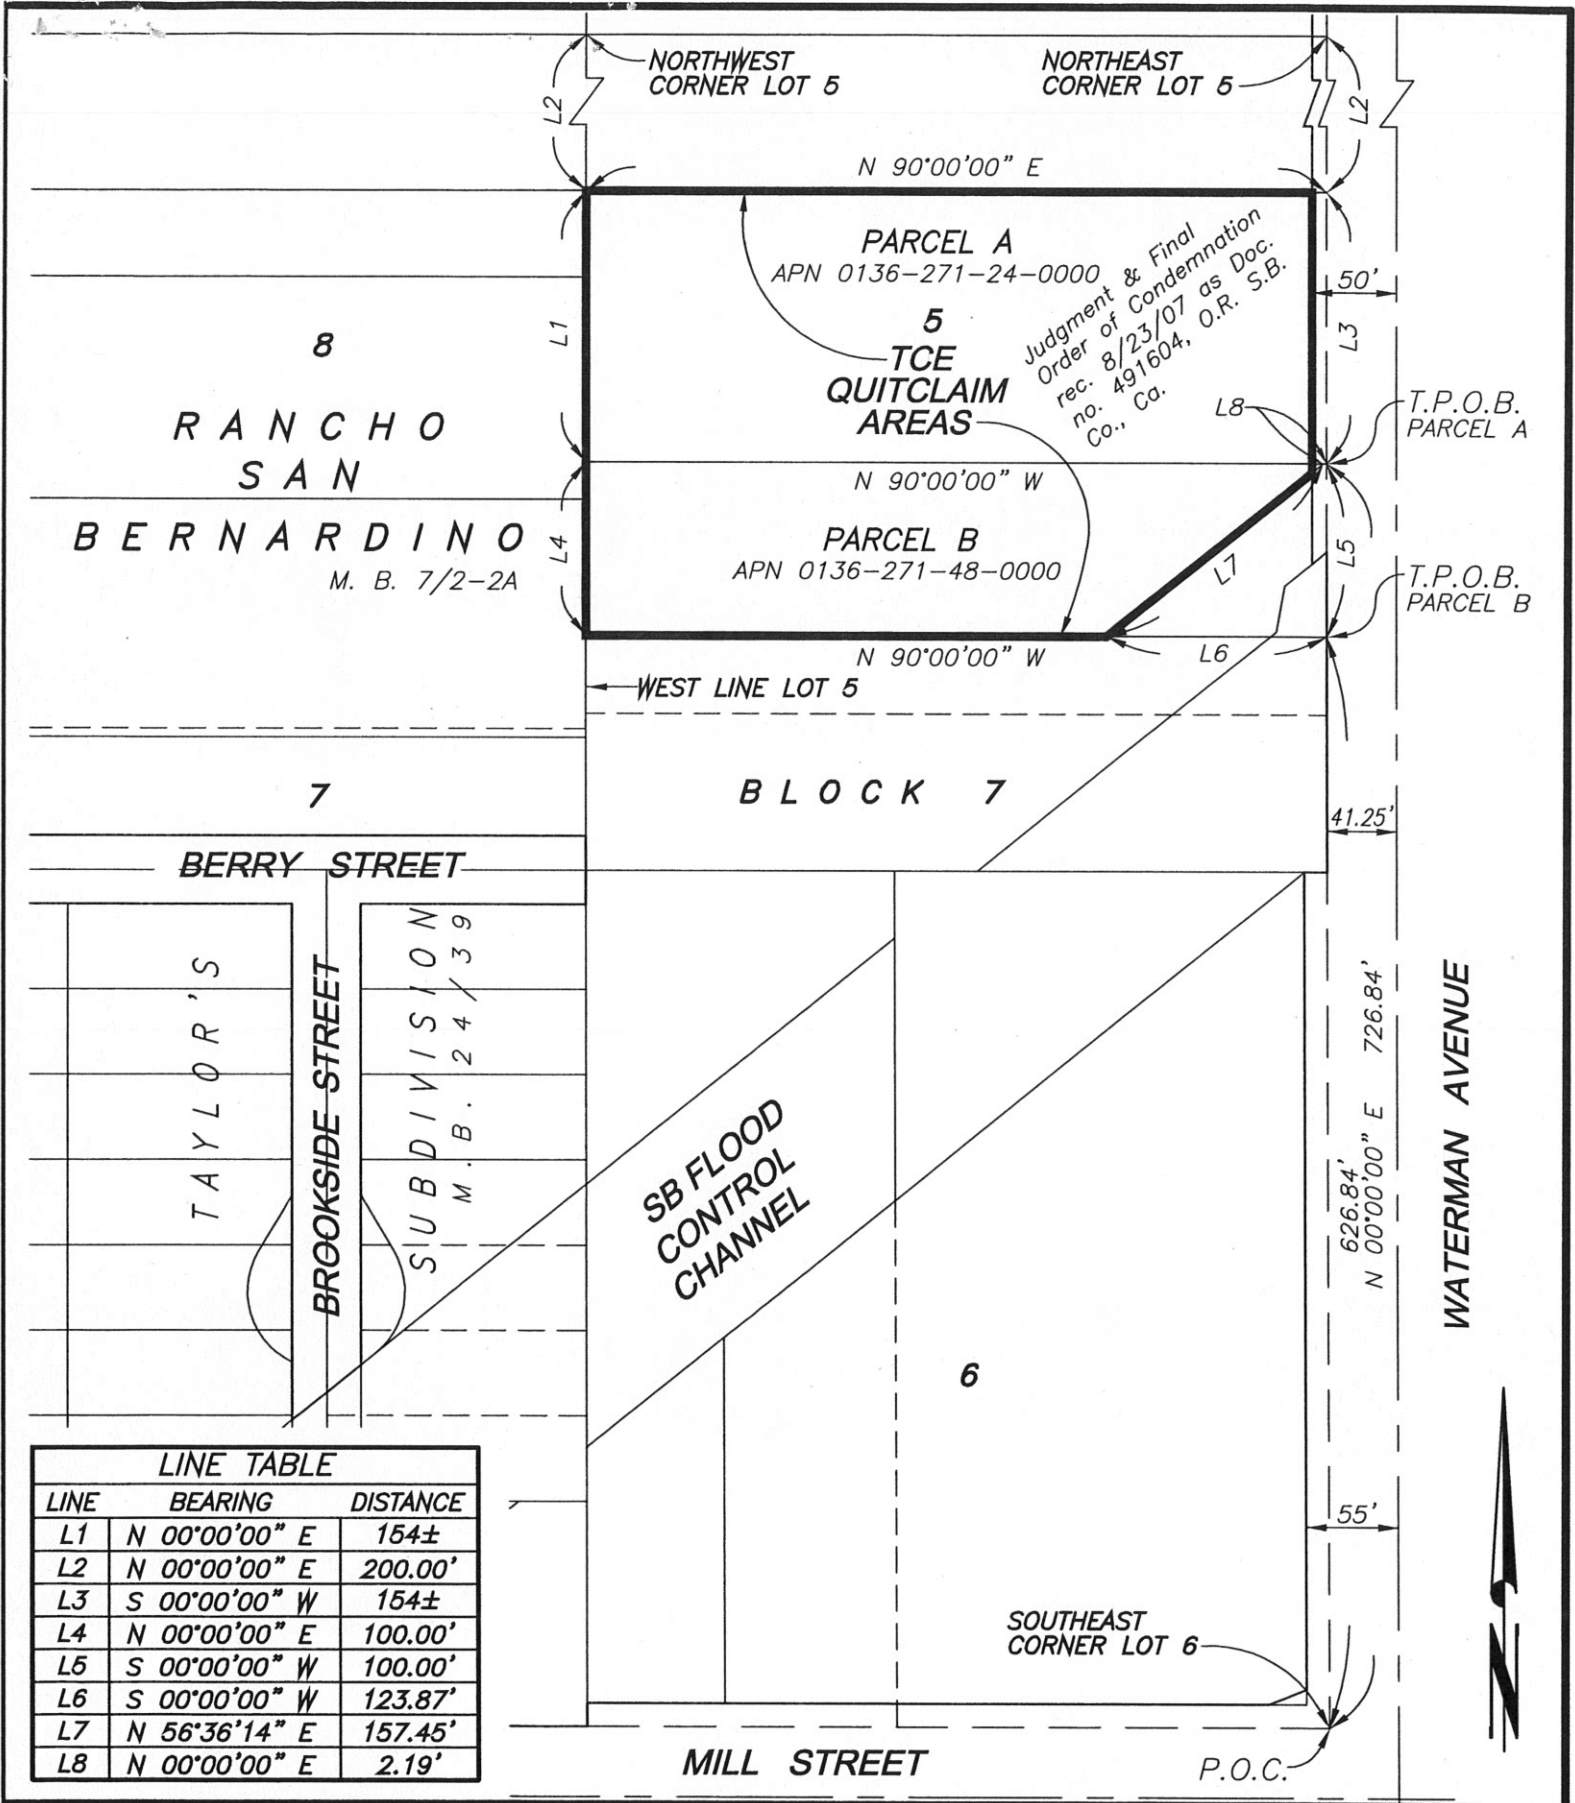 NORTHWEST
CORNER LOT 5
NORTHEAST
CORNER LOT 5
L2
L2
N 90°00'00" E
PARCEL A
APN 0136-271-24-0000
Judgment & Final
Order of Condemnation
rec. 8/23/07 as Doc.
no. 491604, O.R. S.B.
Co., Ca.
50'
L1
L3
8
5
TCE
QUITCLAIM
AREAS
L8
T.P.O.B.
PARCEL A
RANCHO
SAN
BERNARDINO
M. B. 7/2-2A
N 90°00'00" W
L4
PARCEL B
APN 0136-271-48-0000
L7
L5
T.P.O.B.
PARCEL B
N 90°00'00" W
L6
WEST LINE LOT 5
7
BLOCK 7
41.25'
BERRY STREET
TAYLOR'S
BROOKSIDE STREET
SUBDIVISION
M.B. 24/39
SB FLOOD
CONTROL
CHANNEL
626.84'
N 00°00'00" E 726.84'
WATERMAN AVENUE
6
55'
LINE TABLE
LINE BEARING DISTANCE
L1 N 00°00'00" E 154±
L2 N 00°00'00" E 200.00'
L3 S 00°00'00" W 154±
L4 N 00°00'00" E 100.00'
L5 S 00°00'00" W 100.00'
L6 S 00°00'00" W 123.87'
L7 N 56°36'14" E 157.45'
L8 N 00°00'00" E 2.19'
SOUTHEAST
CORNER LOT 6
MILL STREET
P.O.C.
N